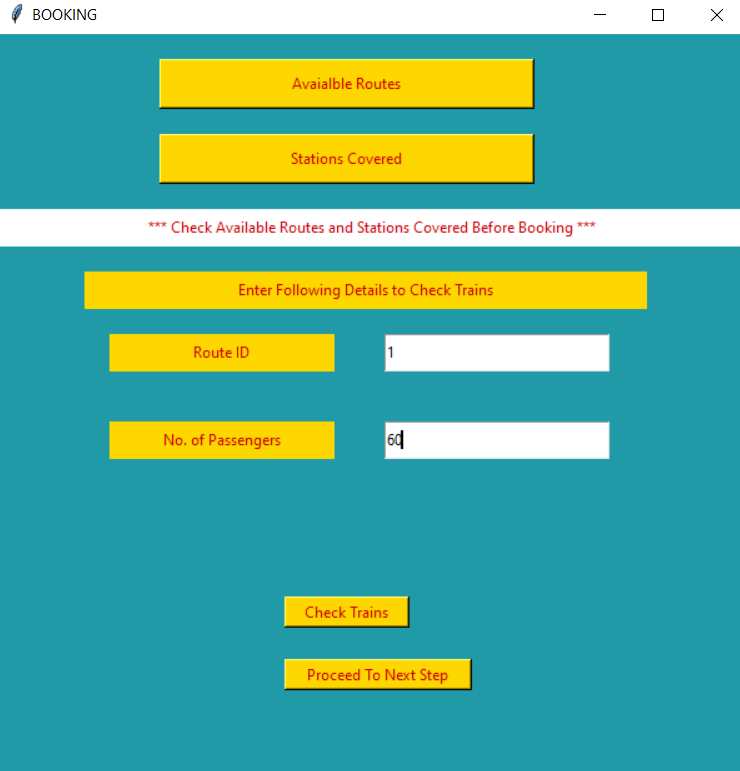 BOOKING
Avaialble Routes
Stations Covered
*** Check Available Routes and Stations Covered Before Booking ***
Enter Following Details to Check Trains
Route ID
1
No. of Passengers
60
Check Trains
Proceed To Next Step